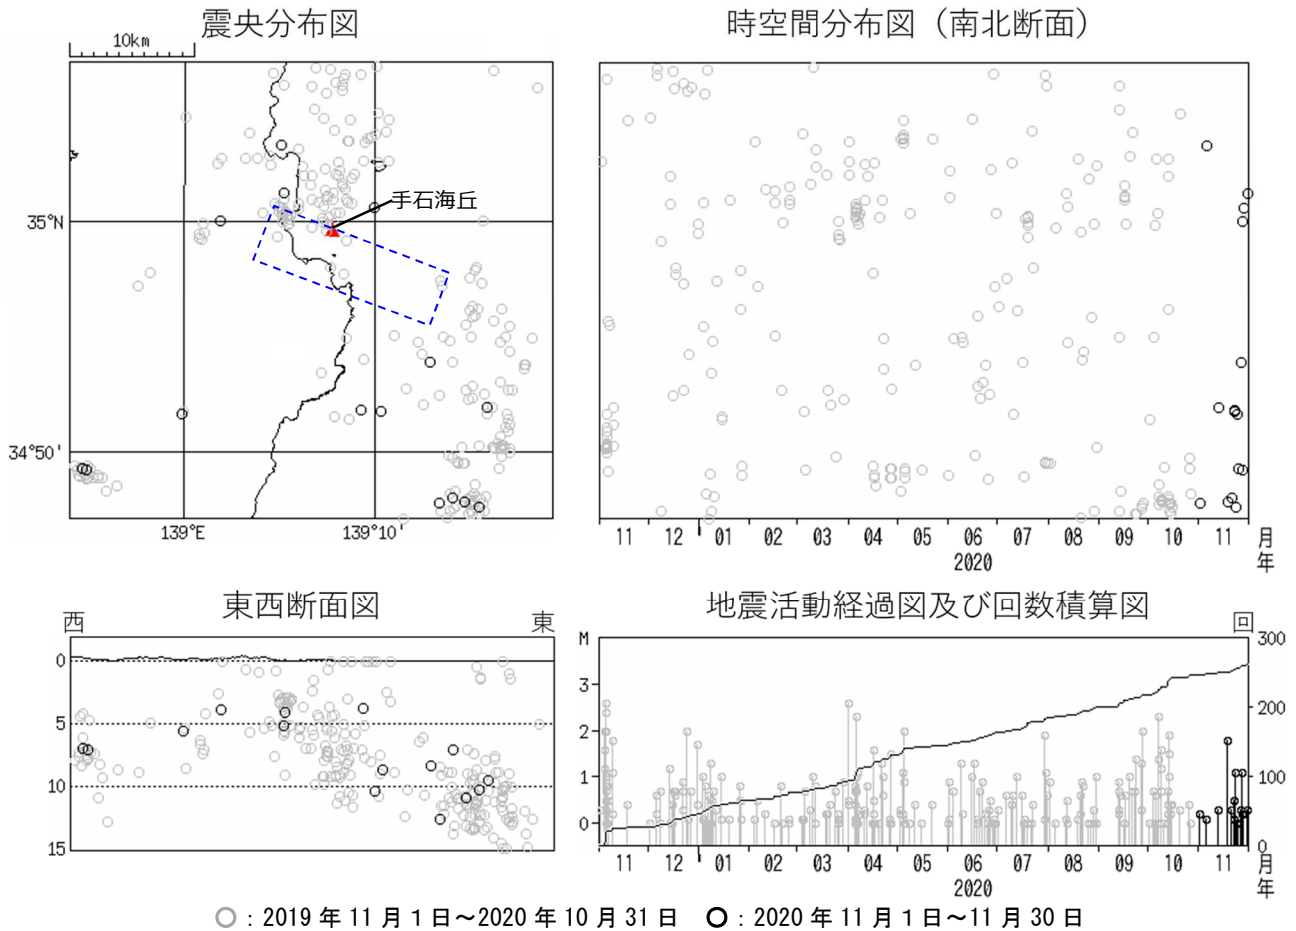 震央分布図
10km
手石海丘
35°N
34°50'
139°E
139°10'
時空間分布図（南北断面）
11 12 01 02 03 04 05 06 07 08 09 10 11 月
2020 年
東西断面図
西 東
0
5
10
15
地震活動経過図及び回数積算図
M 回
3
2
1
0
300
200
100
0
11 12 01 02 03 04 05 06 07 08 09 10 11 月
2020 年
○：2019 年 11 月 1 日～2020 年 10 月 31 日 ○：2020 年 11 月 1 日～11 月 30 日